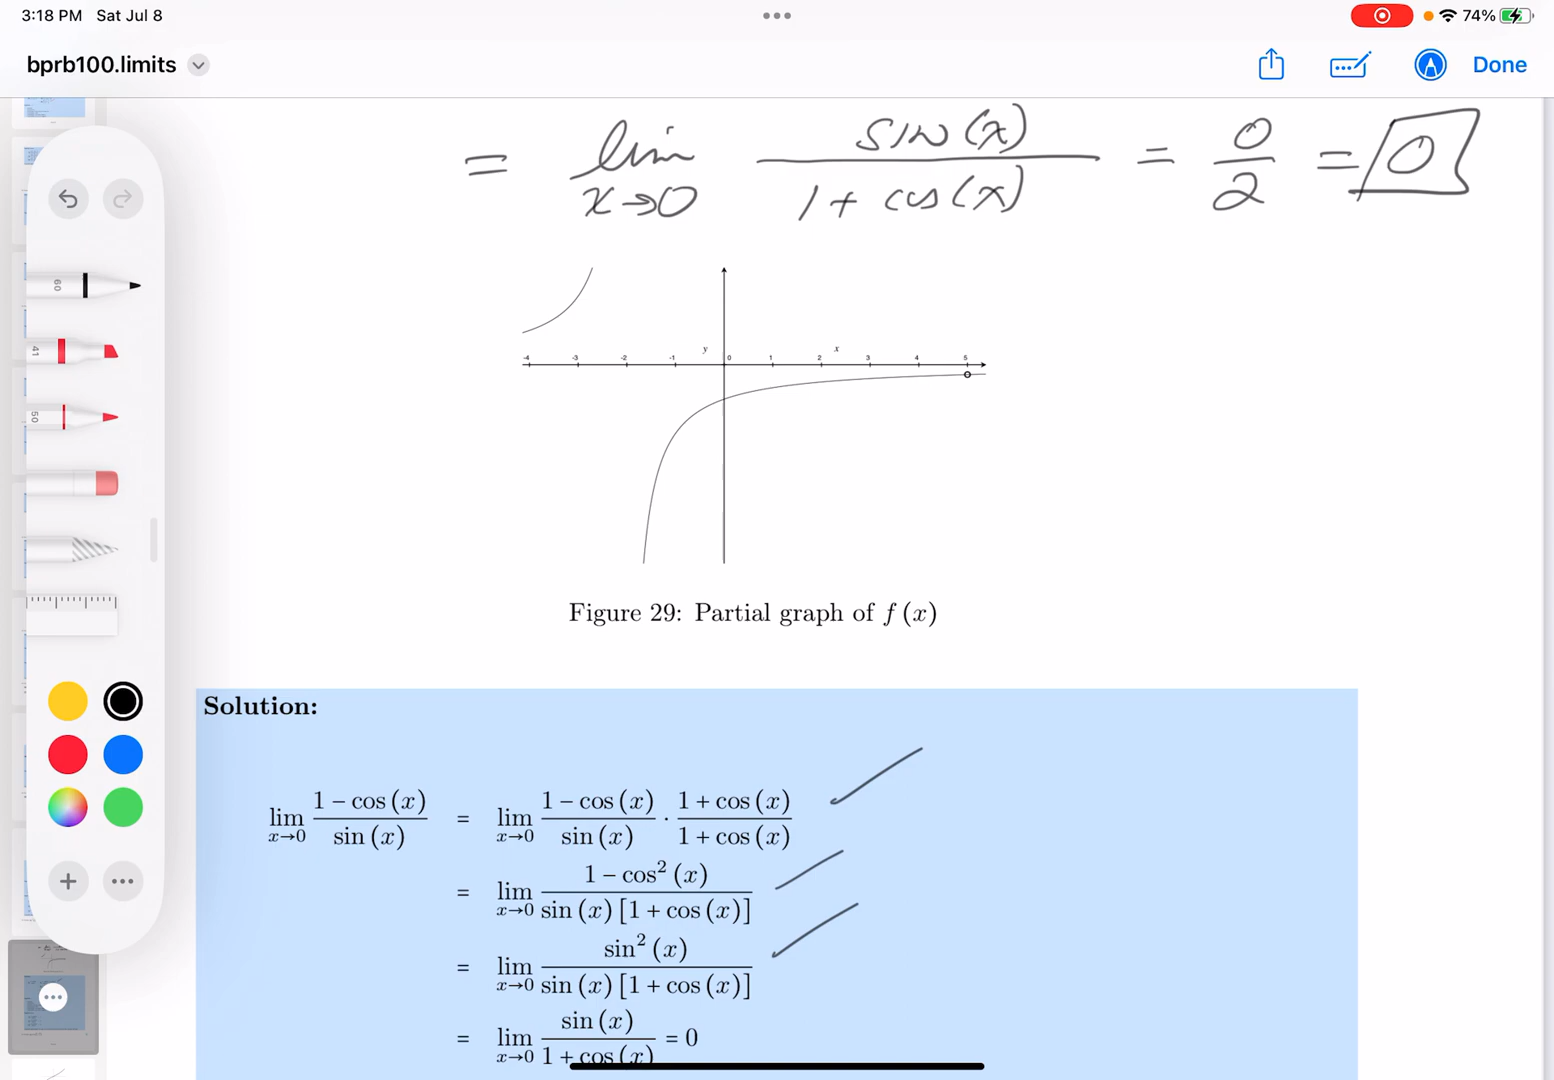 3:18 PM Sat Jul 8
74%
bprb100.limits
Done
= lim x→0 sin(x) / 1 + cos(x) = 0/2 = 0
60
41
50
y x
-4 -3 -2 -1 0 1 2 3 4 5
Figure 29: Partial graph of f (x)
Solution:
lim x→0 1 − cos (x) / sin (x) = lim x→0 1 − cos (x) / sin (x) · 1 + cos (x) / 1 + cos (x)
= lim x→0 1 − cos² (x) / sin (x) [1 + cos (x)]
= lim x→0 sin² (x) / sin (x) [1 + cos (x)]
= lim x→0 sin (x) / 1 + cos (x) = 0